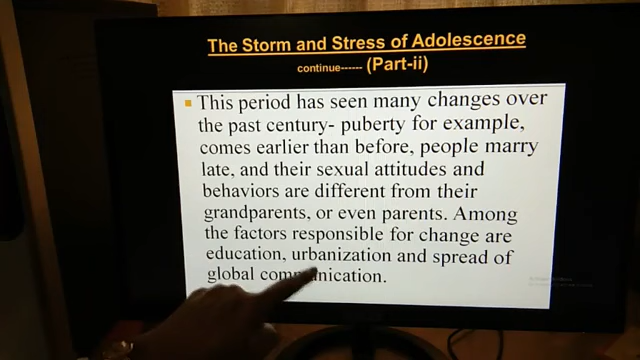 The Storm and Stress of Adolescence
continue------ (Part-ii)
This period has seen many changes over
the past century- puberty for example,
comes earlier than before, people marry
late, and their sexual attitudes and
behaviors are different from their
grandparents, or even parents. Among
the factors responsible for change are
education, urbanization and spread of
global communication.